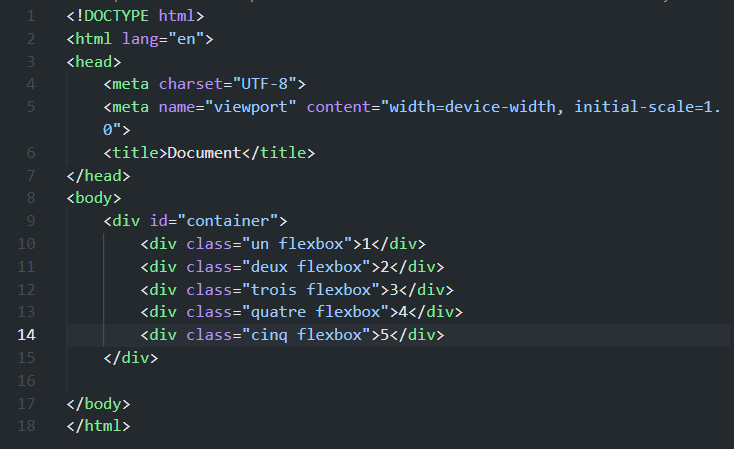 1 <!DOCTYPE html>
2 <html lang="en">
3 <head>
4 <meta charset="UTF-8">
5 <meta name="viewport" content="width=device-width, initial-scale=1.
0">
6 <title>Document</title>
7 </head>
8 <body>
9 <div id="container">
10 <div class="un flexbox">1</div>
11 <div class="deux flexbox">2</div>
12 <div class="trois flexbox">3</div>
13 <div class="quatre flexbox">4</div>
14 <div class="cinq flexbox">5</div>
15 </div>
16
17 </body>
18 </html>